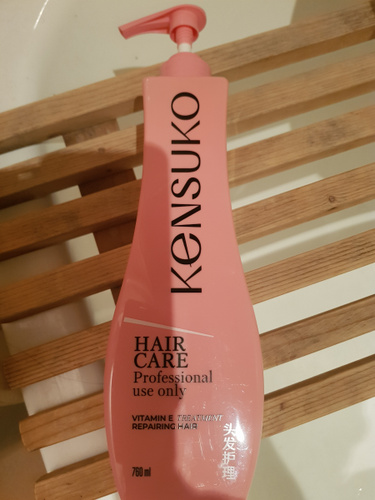 KeNSUKO
HAIR
CARE
Professional
use only
VITAMIN E TREATMENT
REPAIRING HAIR
头发护理
760 ml